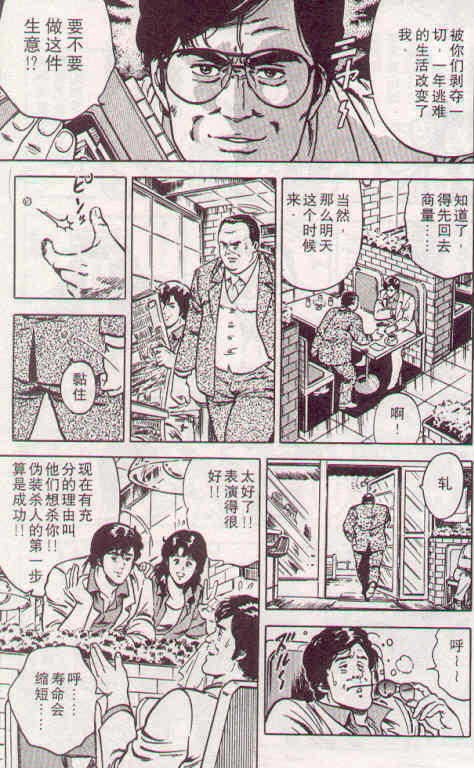 被你们剥夺一
切，一年逃难
的生活改变了
我．
要不要
做这件
生意!?
知道了，
得先回去
商量……
当然，
那么明天
这个时候
来．
啊！
黏住
轧
太好了!!
表演得很
好!!
现在有充
分的理由叫
他们想杀你!!
伪装杀人的第一步
算是成功!!
呼~~
呼……
寿命会
缩短……